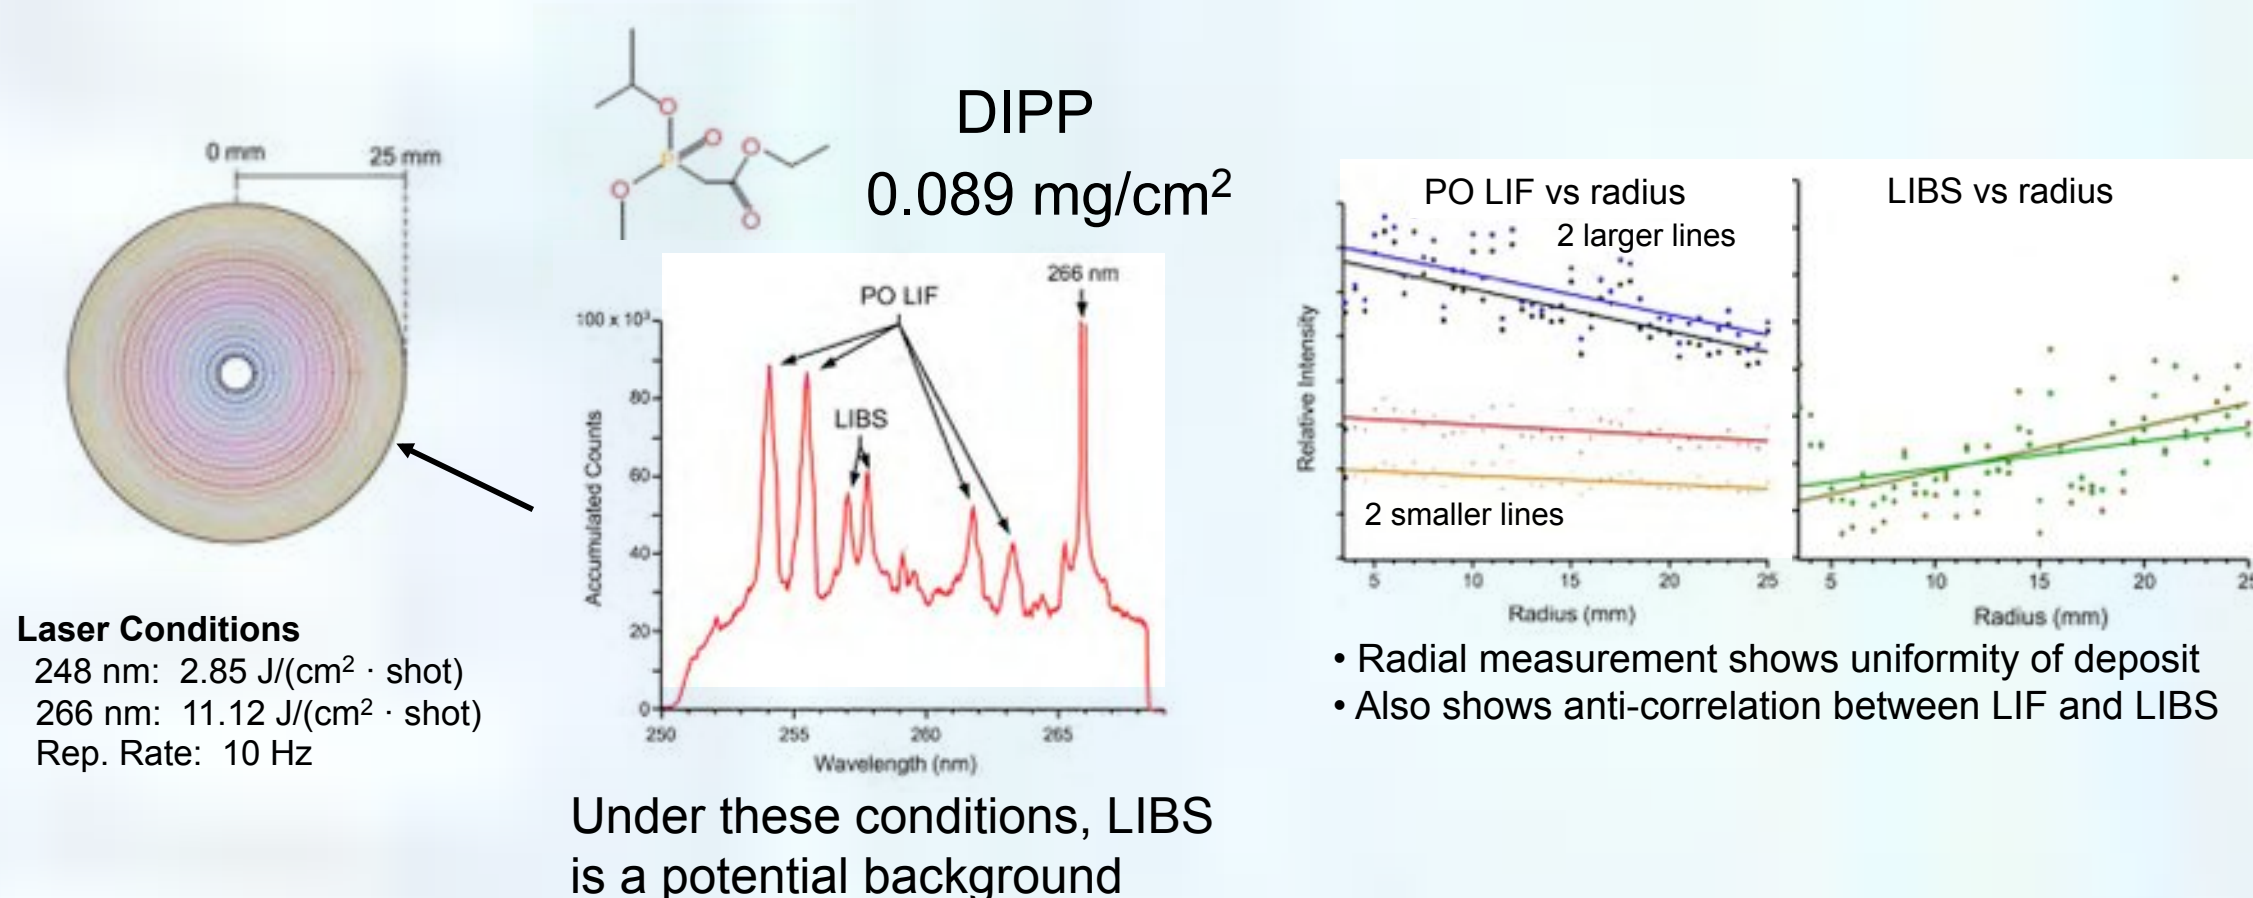 0 mm
25 mm
O
O
P
O
O
O
DIPP
0.089 mg/cm²
Laser Conditions
248 nm: 2.85 J/(cm² · shot)
266 nm: 11.12 J/(cm² · shot)
Rep. Rate: 10 Hz
PO LIF
266 nm
LIBS
100 x 10³
80
60
40
20
0
Accumulated Counts
250
255
260
265
Wavelength (nm)
Under these conditions, LIBS
is a potential background
PO LIF vs radius
2 larger lines
2 smaller lines
Relative Intensity
5
10
15
20
25
Radius (mm)
LIBS vs radius
5
10
15
20
25
Radius (mm)
• Radial measurement shows uniformity of deposit
• Also shows anti-correlation between LIF and LIBS